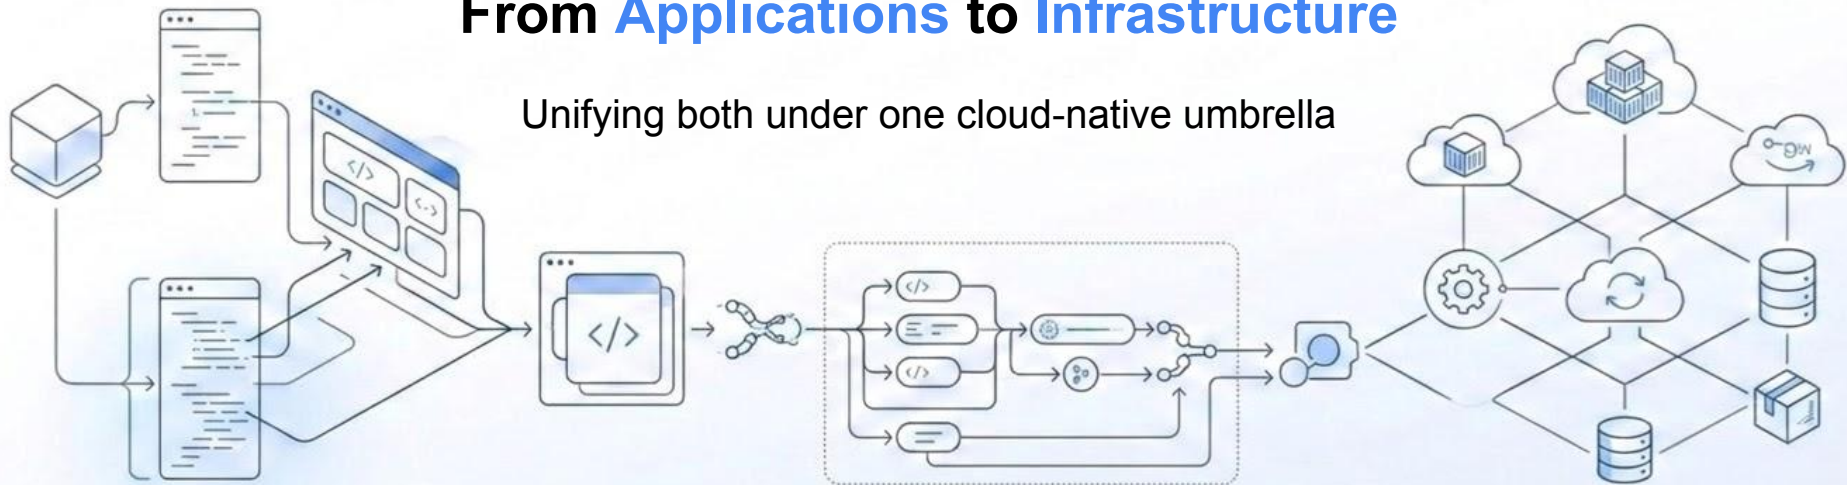 From Applications to Infrastructure
Unifying both under one cloud-native umbrella
</>
<->
</>
</>
</>